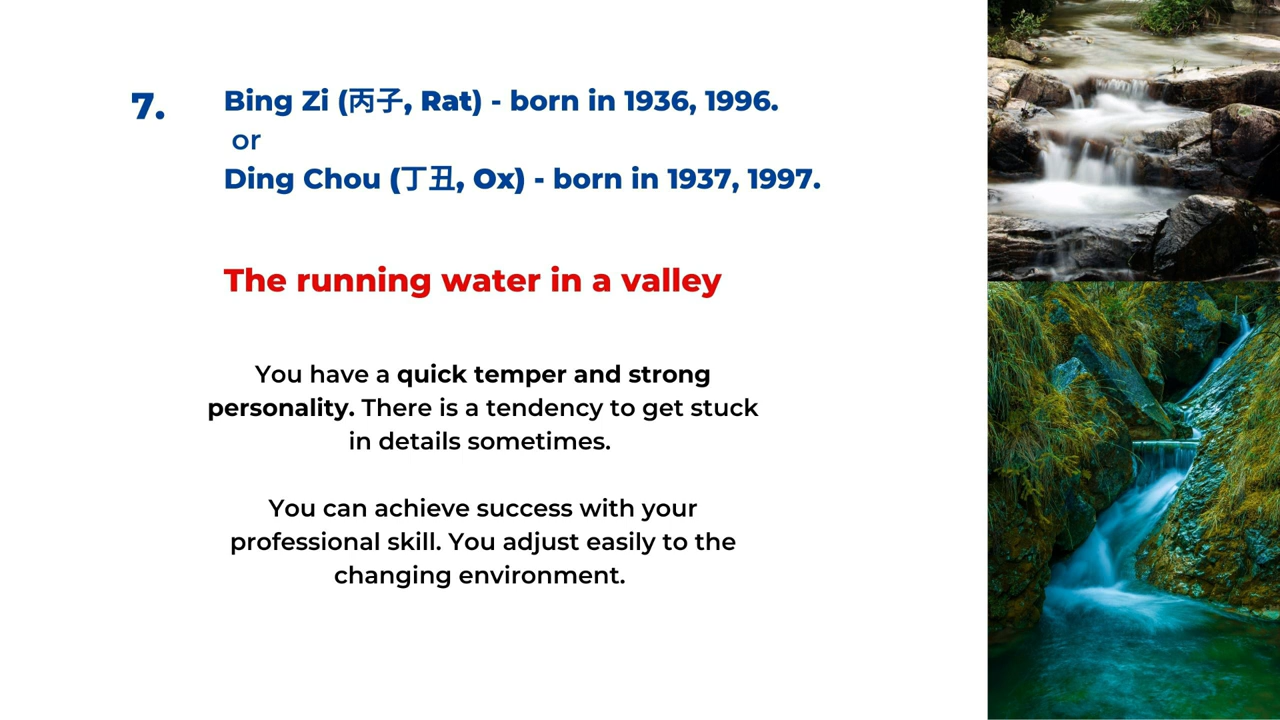 7. Bing Zi (丙子, Rat) - born in 1936, 1996.
or
Ding Chou (丁丑, Ox) - born in 1937, 1997.
The running water in a valley
You have a quick temper and strong
personality. There is a tendency to get stuck
in details sometimes.
You can achieve success with your
professional skill. You adjust easily to the
changing environment.